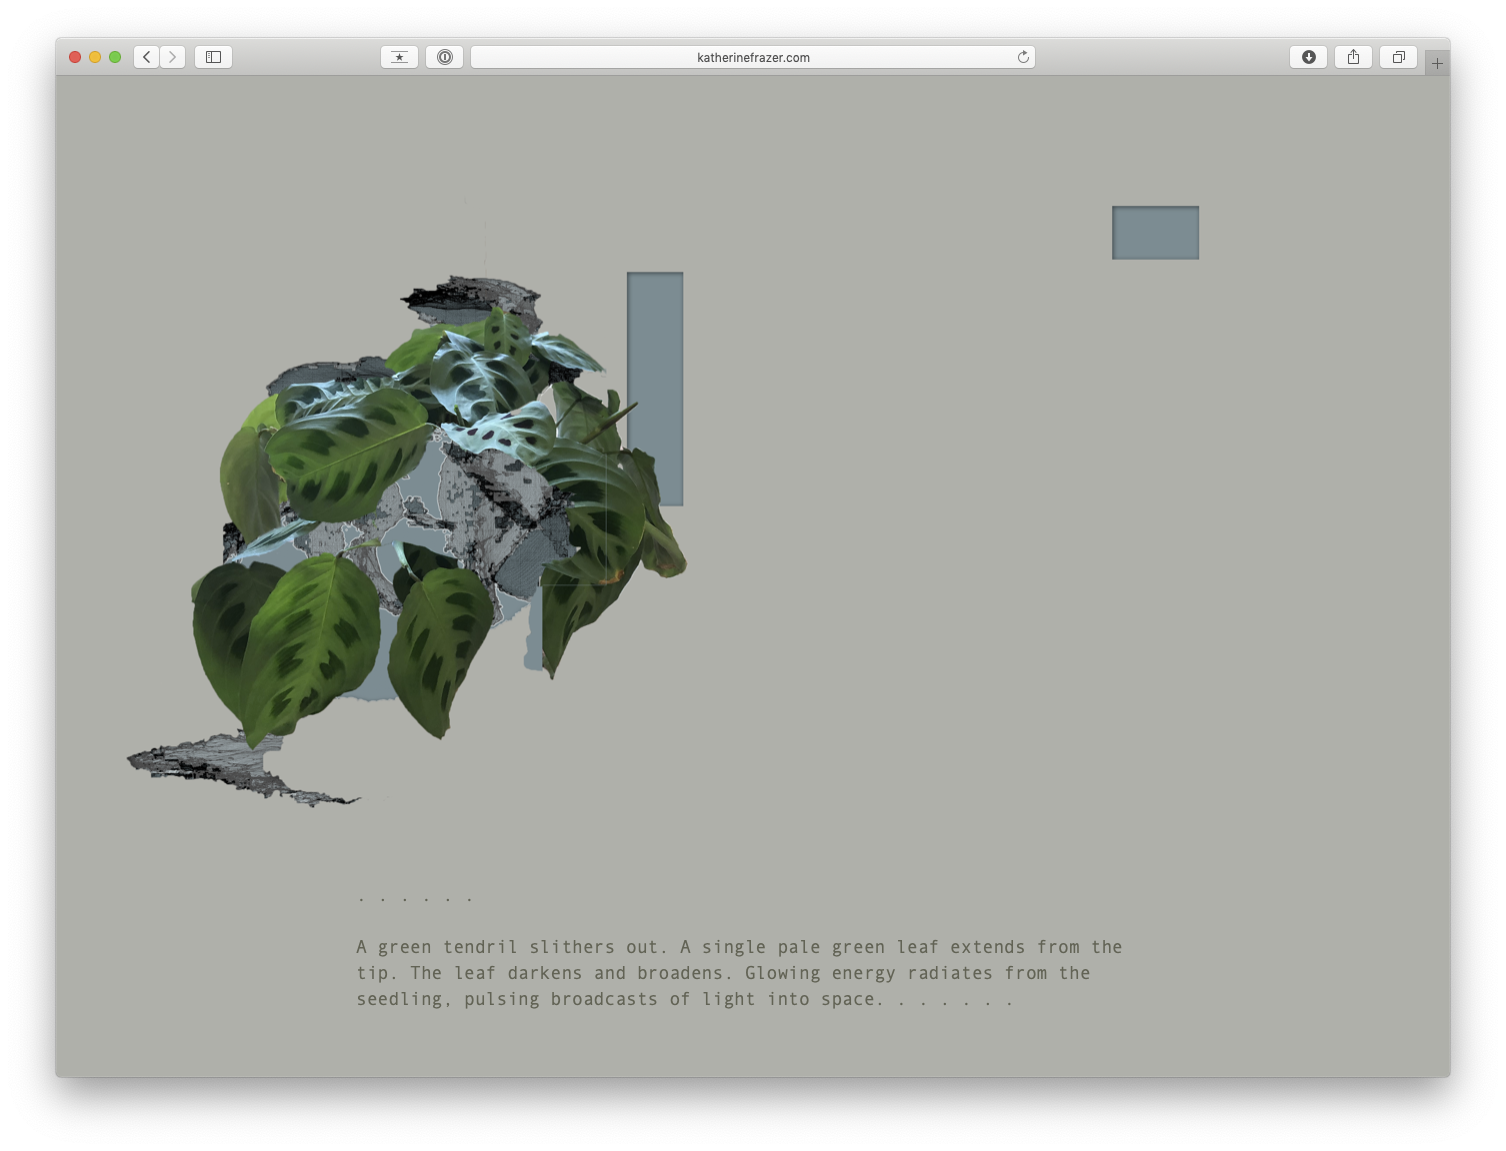 katherinefrazer.com
. . . . . .
A green tendril slithers out. A single pale green leaf extends from the
tip. The leaf darkens and broadens. Glowing energy radiates from the
seedling, pulsing broadcasts of light into space. . . . . . .